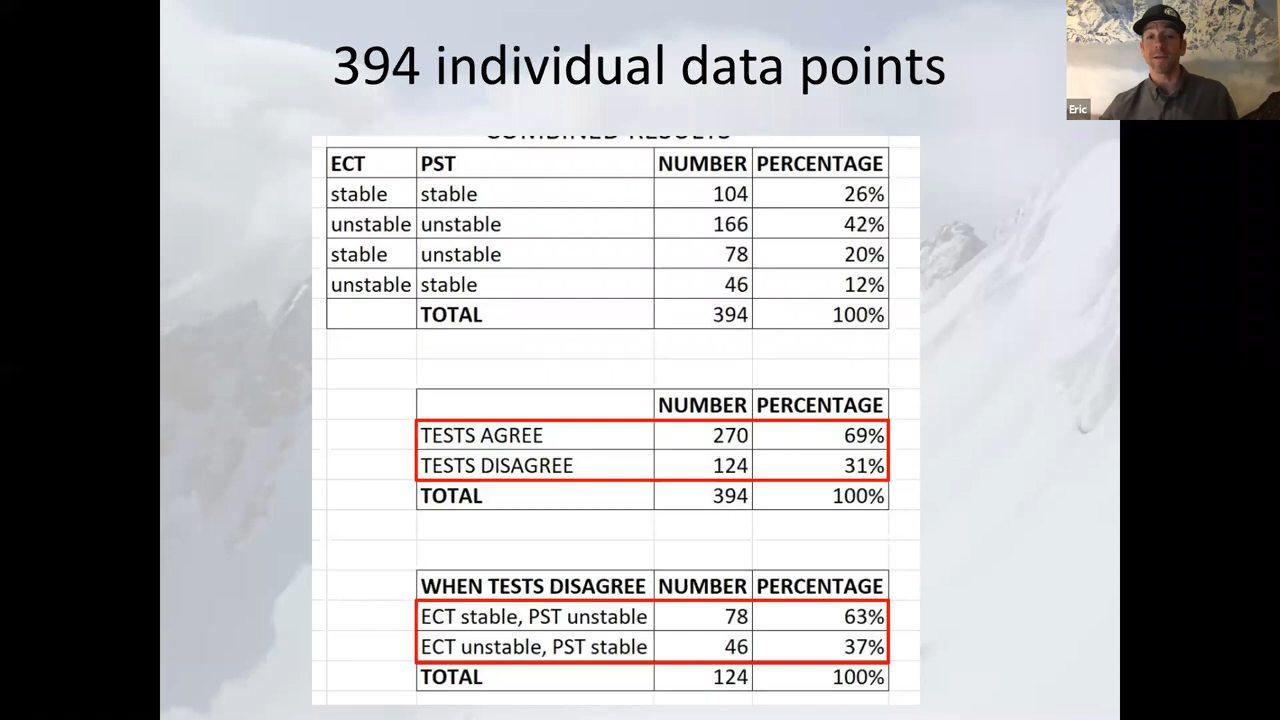 394 individual data points
Eric
COMBINED RESULTS
ECT PST NUMBER PERCENTAGE
stable stable 104 26%
unstable unstable 166 42%
stable unstable 78 20%
unstable stable 46 12%
TOTAL 394 100%
NUMBER PERCENTAGE
TESTS AGREE 270 69%
TESTS DISAGREE 124 31%
TOTAL 394 100%
WHEN TESTS DISAGREE NUMBER PERCENTAGE
ECT stable, PST unstable 78 63%
ECT unstable, PST stable 46 37%
TOTAL 124 100%